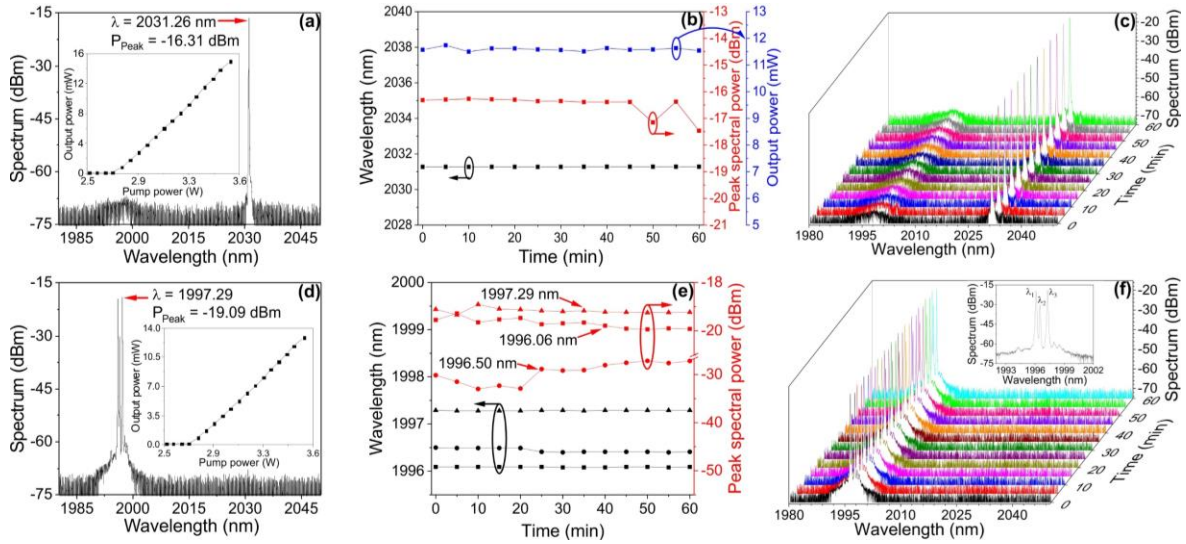 (a)
λ = 2031.26 nm
P_Peak = -16.31 dBm
Spectrum (dBm)
-15
-30
-45
-60
-75
Output power (mW)
16
12
8
4
0
2.5 2.9 3.3 3.6
Pump power (W)
1985 2000 2015 2030 2045
Wavelength (nm)
(b)
Wavelength (nm)
2040
2038
2035
2033
2030
2028
0 10 20 30 40 50 60
Time (min)
-13
-14
-15
-16
-17
-18
-19
-20
-21
Peak spectral power (dBm)
13
12
11
10
9
8
7
6
5
Output power (mW)
(c)
-20
-30
-40
-50
-60
-70
Spectrum (dBm)
60
50
40
30
20
10
0
Time (min)
1980 1995 2010 2025 2040
Wavelength (nm)
(d)
λ = 1997.29
P_Peak = -19.09 dBm
Spectrum (dBm)
-15
-30
-45
-60
-75
Output power (mW)
14.0
10.5
7.0
3.5
0.0
2.5 2.8 3.1 3.3 3.6
Pump power (W)
1985 2000 2015 2030 2045
Wavelength (nm)
(e)
Wavelength (nm)
2000
1999
1998
1997
1996
1997.29 nm
1996.06 nm
1996.50 nm
0 10 20 30 40 50 60
Time (min)
-18
-20
-30
-40
-50
Peak spectral power (dBm)
(f)
Spectrum (dBm)
-15
-30
-45
-60
-75
λ₁
λ₂
λ₃
1993 1996 1999 2002
Wavelength (nm)
-20
-30
-40
-50
-60
-70
Spectrum (dBm)
60
50
40
30
20
10
0
Time (min)
1980 1995 2010 2025 2040
Wavelength (nm)